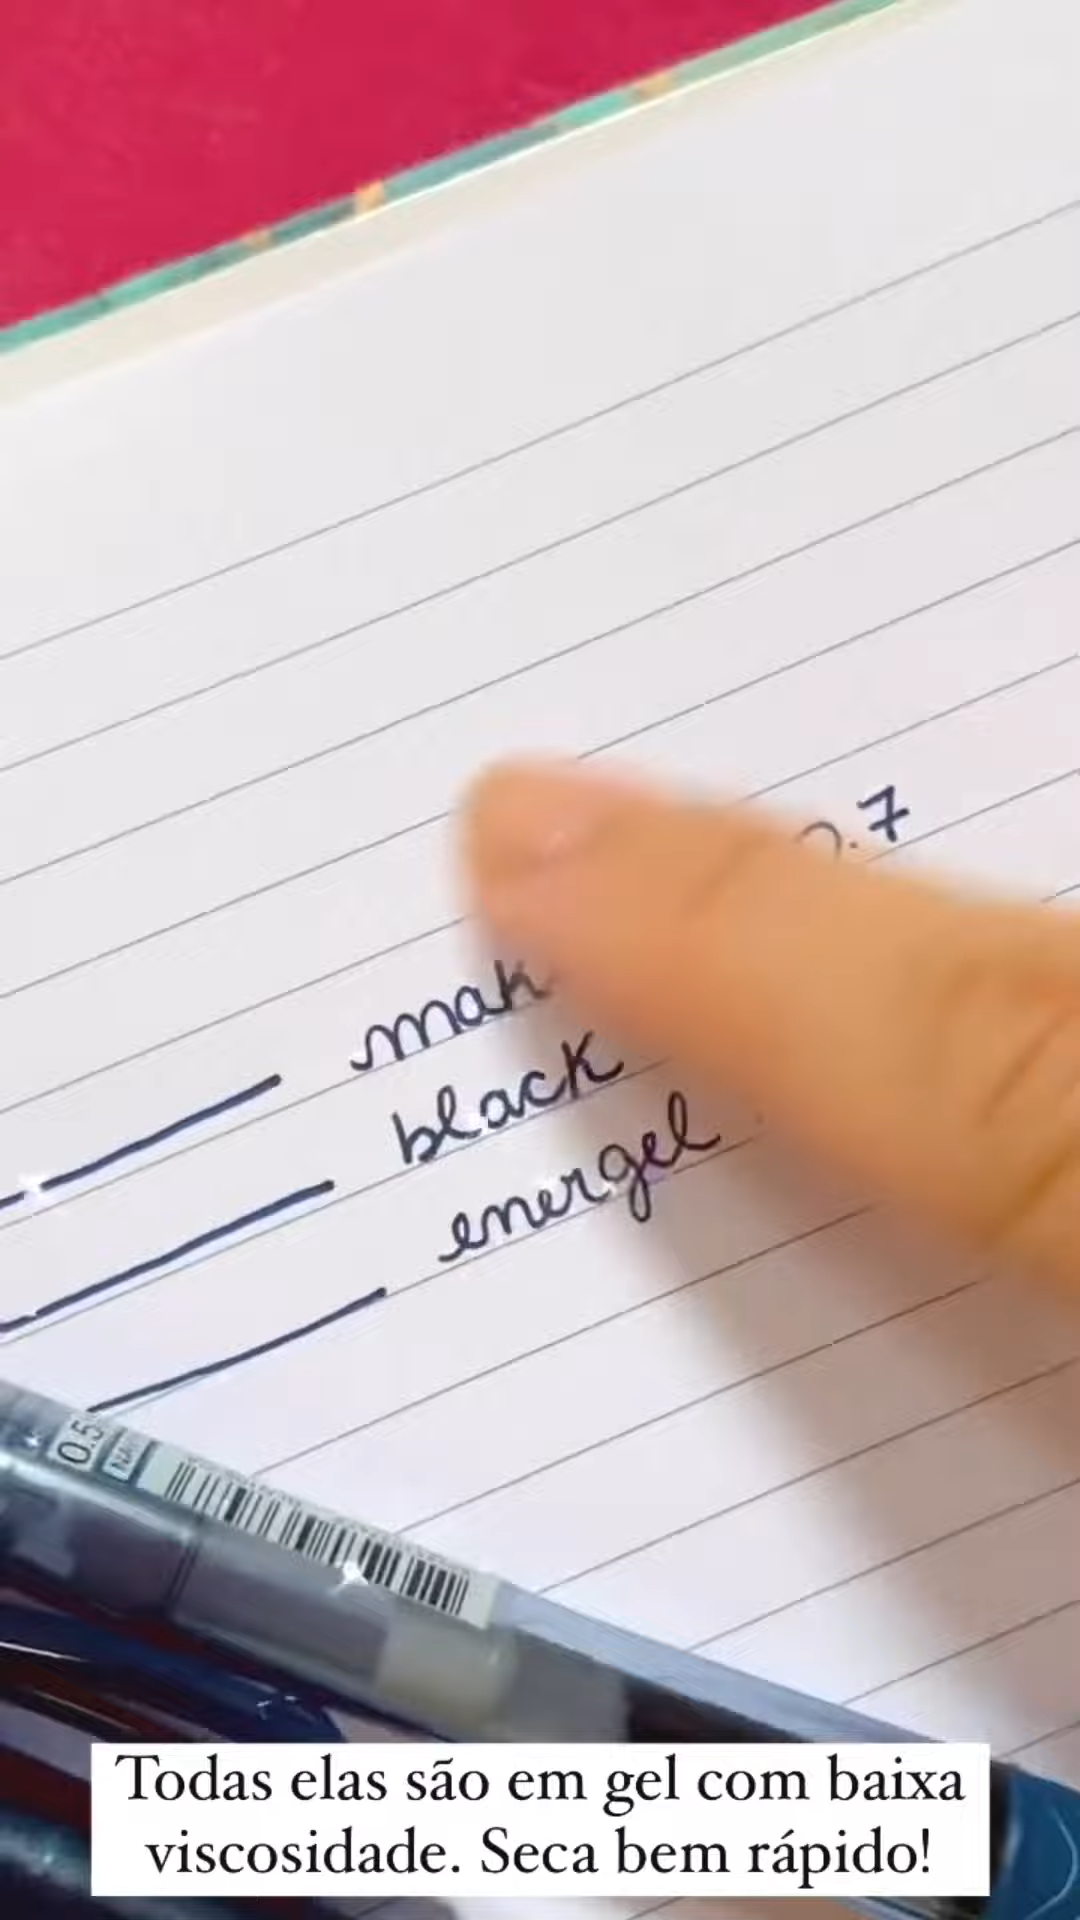 .7
mak
black
energel
0.5
Todas elas são em gel com baixa
viscosidade. Seca bem rápido!